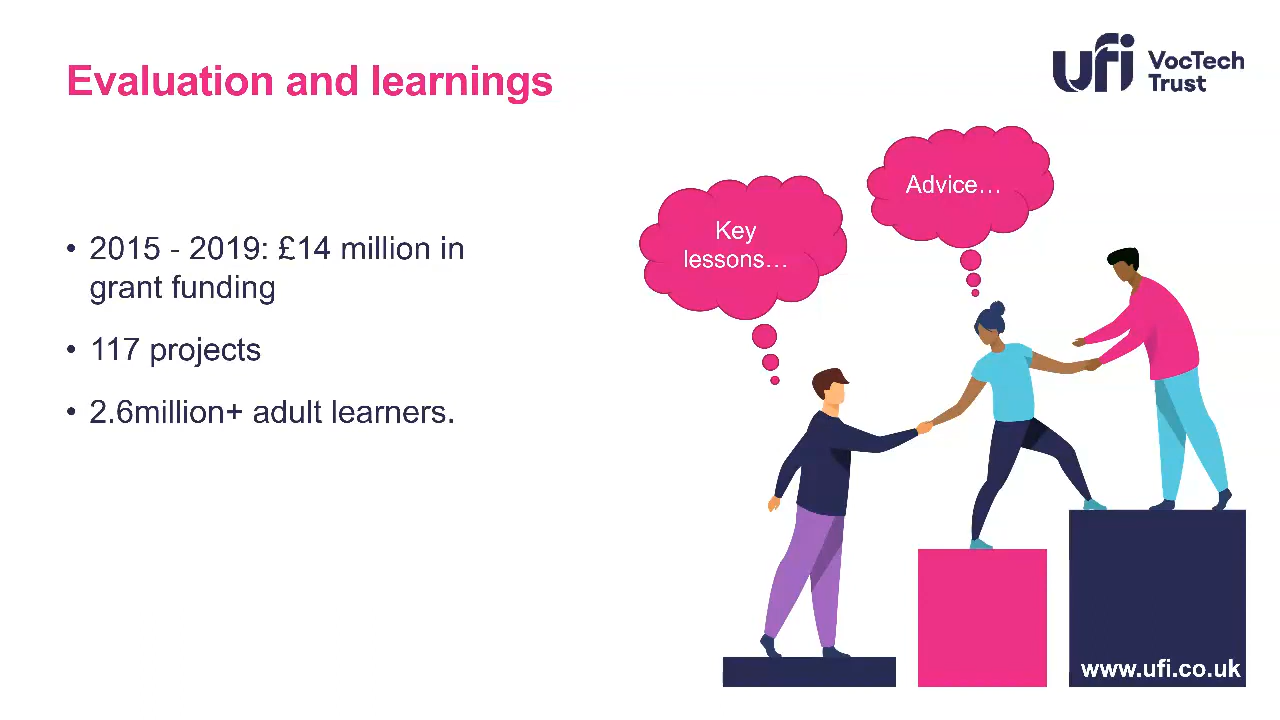 Evaluation and learnings
ufi VocTech
Trust
• 2015 - 2019: £14 million in
grant funding
• 117 projects
• 2.6million+ adult learners.
Key
lessons…
Advice…
www.ufi.co.uk